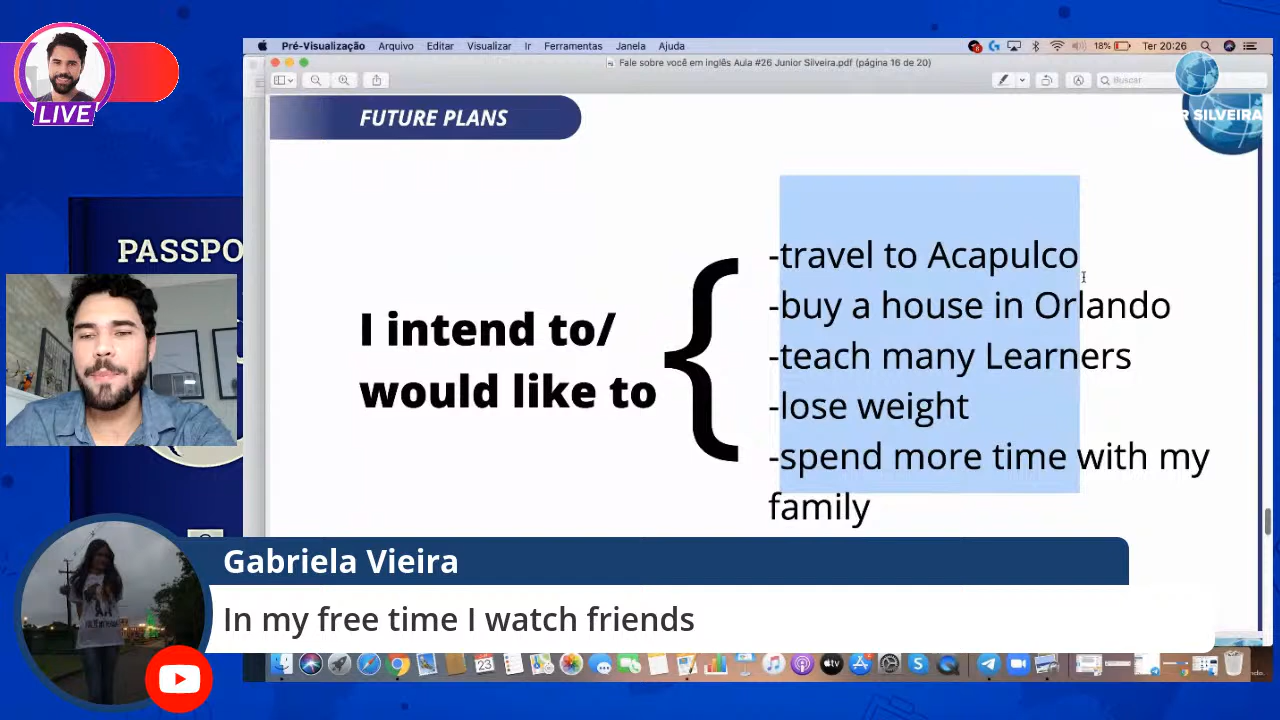 LIVE
Pré-Visualização Arquivo Editar Visualizar Ir Ferramentas Janela Ajuda 18% Ter 20:26
Fale sobre você em inglês Aula #26 Junior Silveira.pdf (página 16 de 20)
Buscar
FUTURE PLANS
R SILVEIRA
PASSPO
I intend to/
would like to
-travel to Acapulco
-buy a house in Orlando
-teach many Learners
-lose weight
-spend more time with my
family
Gabriela Vieira
In my free time I watch friends
23
tv